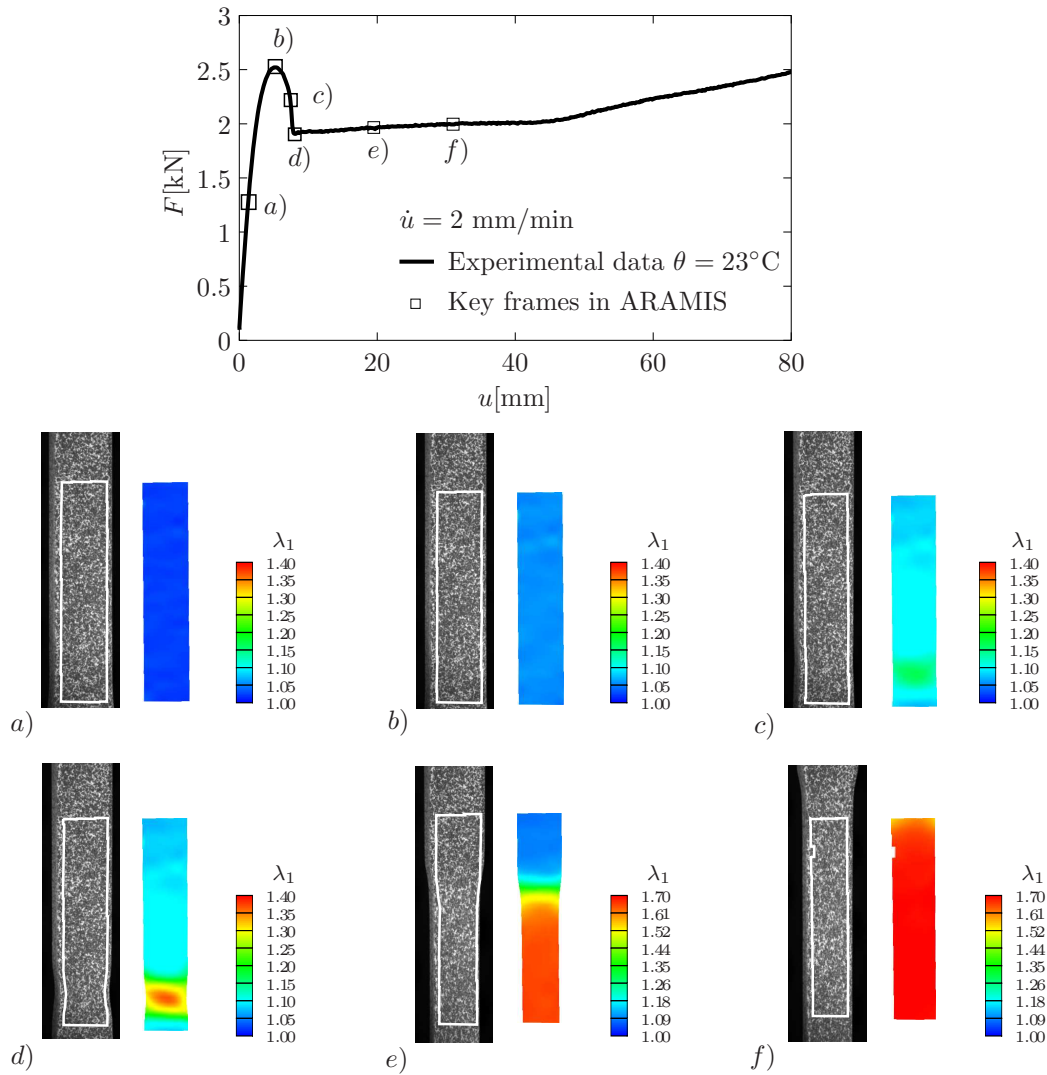 3
2.5
2
1.5
1
0.5
0
F[kN]
b)
c)
d)
e)
f)
a)
u̇ = 2 mm/min
Experimental data θ = 23°C
Key frames in ARAMIS
0 20 40 60 80
u[mm]
λ1
1.40
1.35
1.30
1.25
1.20
1.15
1.10
1.05
1.00
a)
λ1
1.40
1.35
1.30
1.25
1.20
1.15
1.10
1.05
1.00
b)
λ1
1.40
1.35
1.30
1.25
1.20
1.15
1.10
1.05
1.00
c)
λ1
1.40
1.35
1.30
1.25
1.20
1.15
1.10
1.05
1.00
d)
λ1
1.70
1.61
1.52
1.44
1.35
1.26
1.18
1.09
1.00
e)
λ1
1.70
1.61
1.52
1.44
1.35
1.26
1.18
1.09
1.00
f)